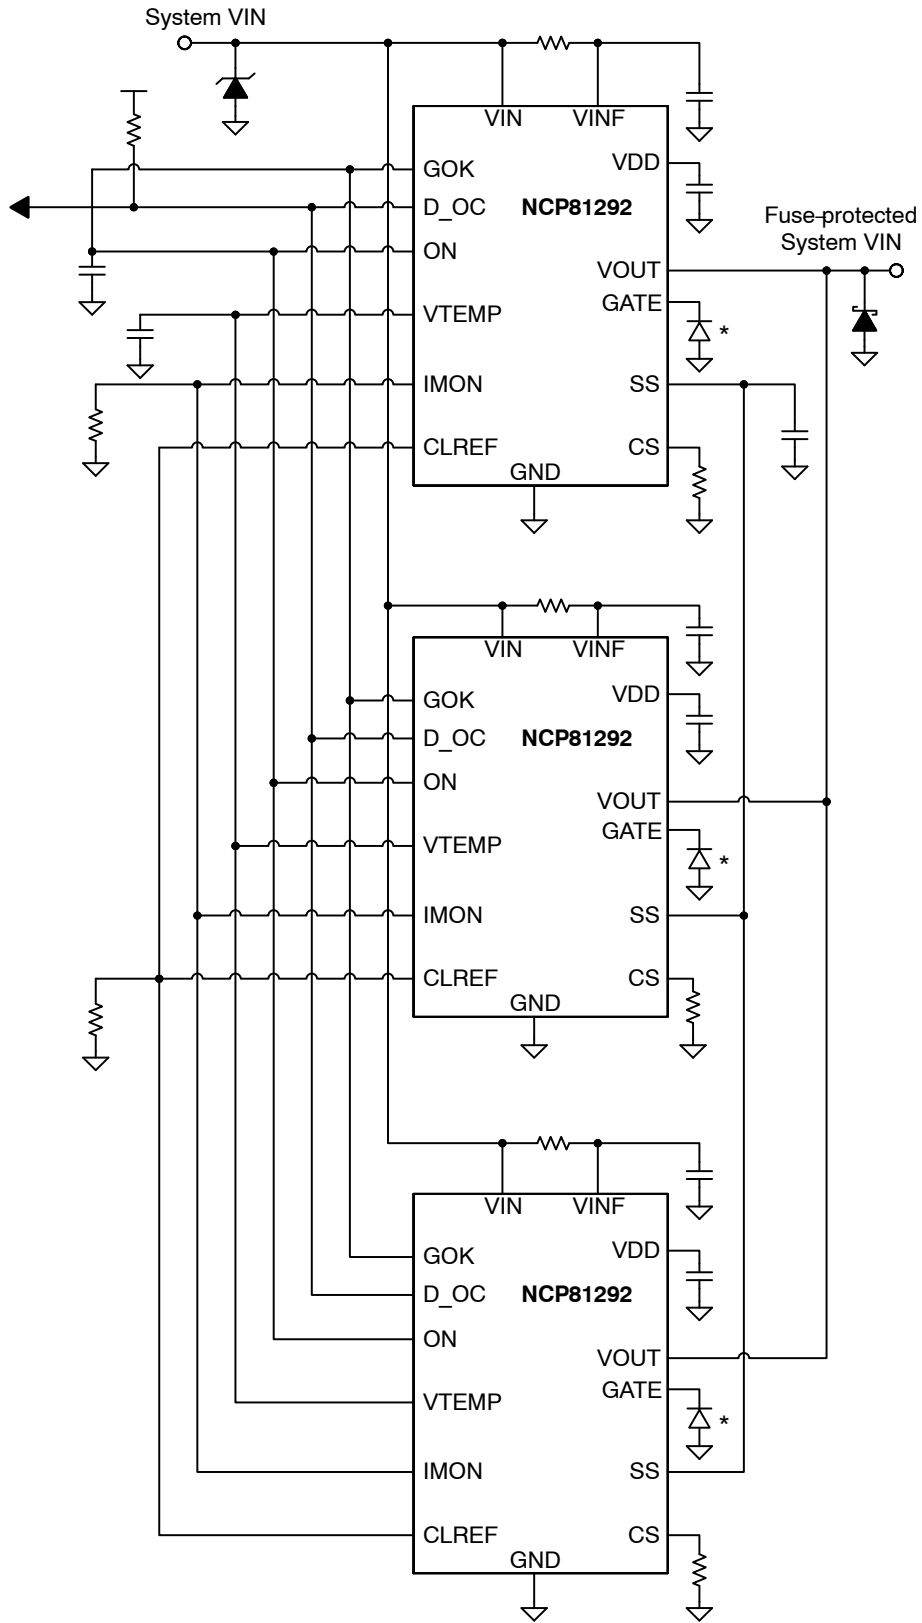 System VIN
VIN VINF
GOK VDD
D_OC NCP81292
Fuse-protected
System VIN
ON
VOUT
GATE
VTEMP
*
IMON SS
CLREF CS
GND
VIN VINF
GOK VDD
D_OC NCP81292
ON
VOUT
GATE
VTEMP
*
IMON SS
CLREF CS
GND
VIN VINF
GOK VDD
D_OC NCP81292
ON
VOUT
GATE
VTEMP
*
IMON SS
CLREF CS
GND